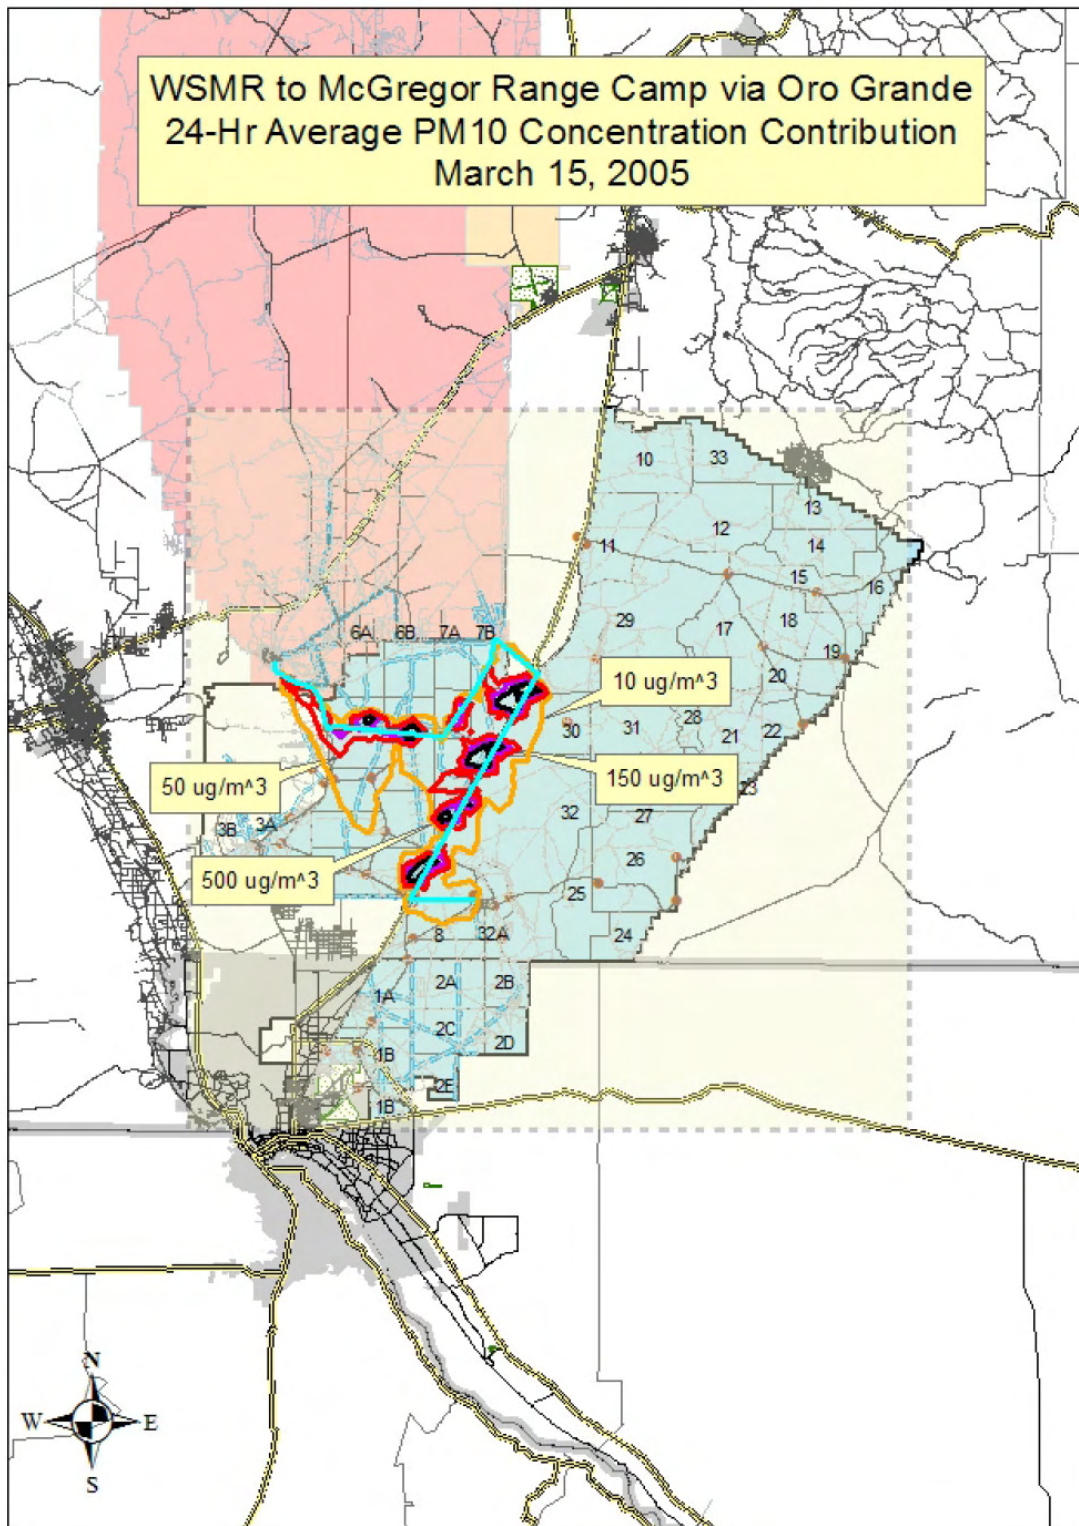 WSMR to McGregor Range Camp via Oro Grande
24-Hr Average PM10 Concentration Contribution
March 15, 2005
10
33
13
12
14
11
15
16
29
17
18
6A
6B
7A
7B
19
20
10 ug/m^3
30
31
28
21
22
50 ug/m^3
150 ug/m^3
23
3B
3A
32
27
26
500 ug/m^3
25
8
32A
24
2A
2B
1A
2C
2D
1B
2E
1B
N
W
E
S